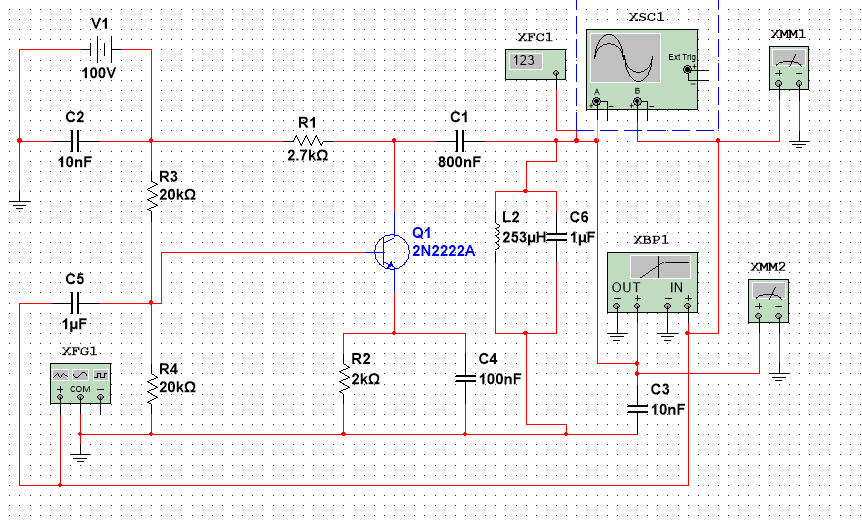 V1
100V
XSC1
Ext Trig
+
−
A
B
+ − + −
XFC1
123
XMM1
+ −
C2
10nF
R1
2.7kΩ
C1
800nF
R3
20kΩ
Q1
2N2222A
L2
253µH
C6
1µF
XBP1
OUT IN
− + − +
XMM2
+ −
C5
1µF
XFG1
COM
+ −
R4
20kΩ
R2
2kΩ
C4
100nF
C3
10nF